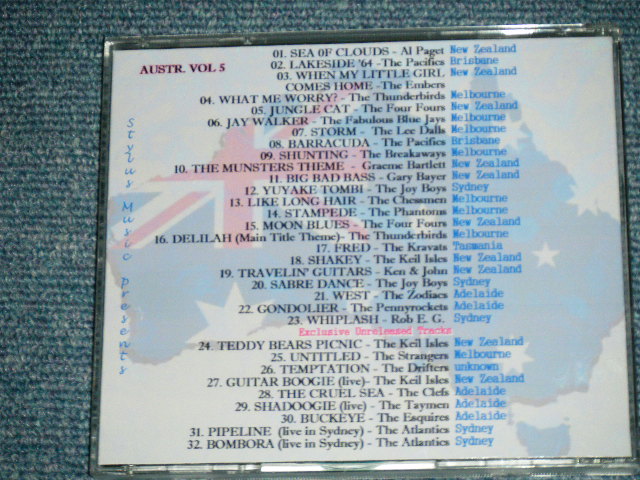 AUSTR. VOL 5
Stylus Music presents
01. SEA OF CLOUDS - Al Paget New Zealand
02. LAKESIDE '64 -The Pacifics Brisbane
03. WHEN MY LITTLE GIRL New Zealand
COMES HOME -The Embers
04. WHAT ME WORRY? - The Thunderbirds Melbourne
05. JUNGLE CAT - The Four Fours New Zealand
06. JAY WALKER - The Fabulous Blue Jays Melbourne
07. STORM - The Lee Dalls Melbourne
08. BARRACUDA - The Pacifics Brisbane
09. SHUNTING - The Breakaways Melbourne
10. THE MUNSTERS THEME - Graeme Bartlett New Zealand
11. BIG BAD BASS - Gary Bayer New Zealand
12. YUYAKE TOMBI - The Joy Boys Sydney
13. LIKE LONG HAIR - The Chessmen Melbourne
14. STAMPEDE - The Phantoms Melbourne
15. MOON BLUES - The Four Fours New Zealand
16. DELILAH (Main Title Theme)- The Thunderbirds Melbourne
17. FRED - The Kravats Tasmania
18. SHAKEY - The Keil Isles New Zealand
19. TRAVELIN' GUITARS - Ken & John New Zealand
20. SABRE DANCE - The Joy Boys Sydney
21. WEST - The Zodiacs Adelaide
22. GONDOLIER - The Pennyrockets Adelaide
23. WHIPLASH - Rob E. G. Sydney
Exclusive Unreleased Tracks
24. TEDDY BEARS PICNIC - The Keil Isles New Zealand
25. UNTITLED - The Strangers Melbourne
26. TEMPTATION - The Drifters unknown
27. GUITAR BOOGIE (live)- The Keil Isles New Zealand
28. THE CRUEL SEA - The Clefs Adelaide
29. SHADOOGIE (live) - The Taymen Adelaide
30. BUCKEYE - The Esquires Adelaide
31. PIPELINE (live in Sydney) - The Atlantics Sydney
32. BOMBORA (live in Sydney) - The Atlantics Sydney